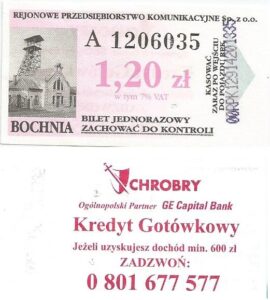 REJONOWE PRZEDSIĘBIORSTWO KOMUNIKACYJNE Sp. z o.o.
A 1206035
1,20 zł
w tym 7% VAT
BOCHNIA
BILET JEDNORAZOWY
ZACHOWAĆ DO KONTROLI
KASOWAĆ
ZARAZ PO WEJŚCIU
DO POJAZDU RPK
CHROBRY
Ogólnopolski Partner GE Capital Bank
Kredyt Gotówkowy
Jeżeli uzyskujesz dochód min. 600 zł
ZADZWOŃ:
0 801 677 577